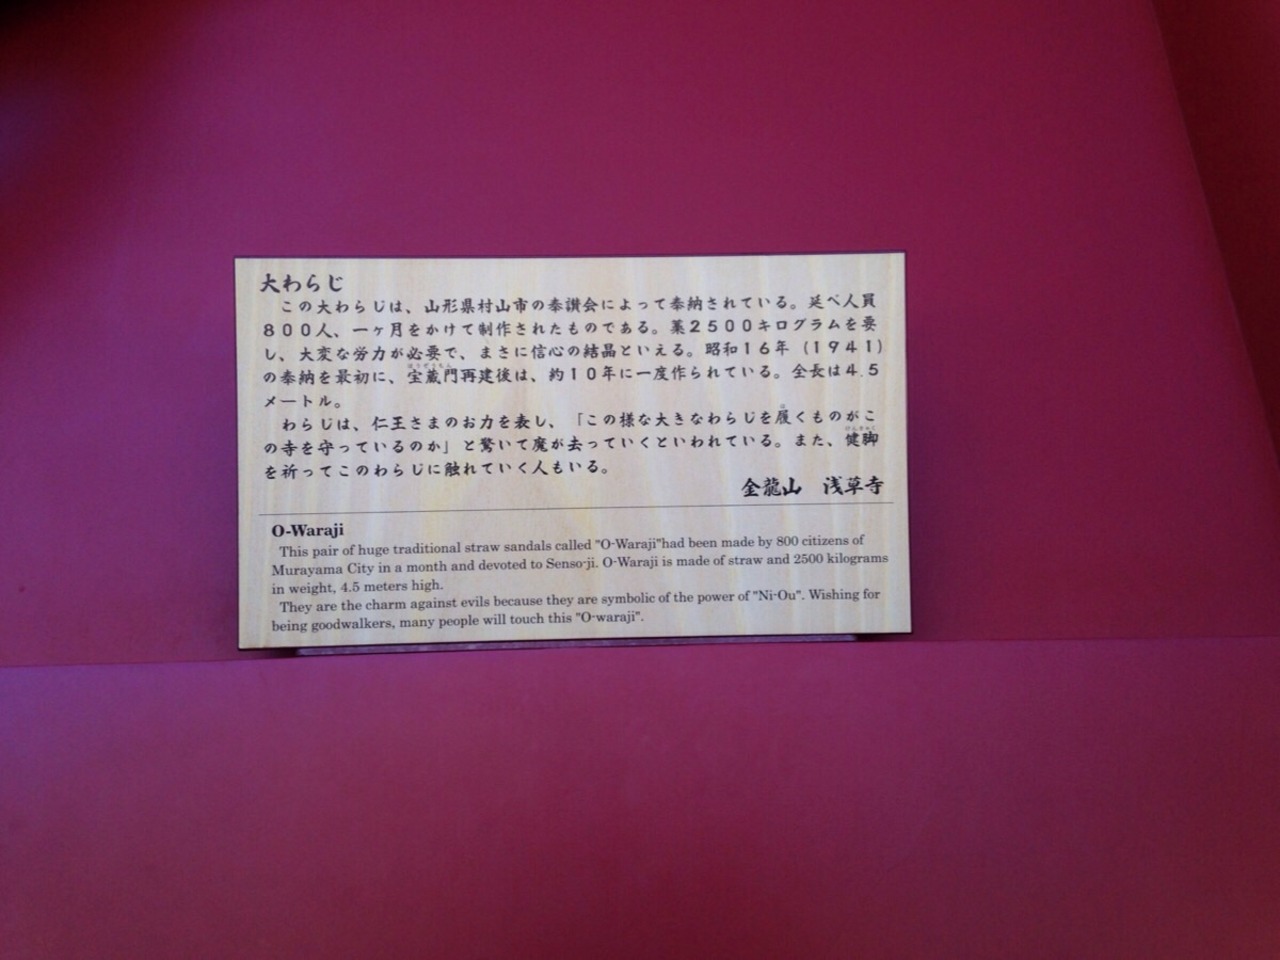 大わらじ
この大わらじは、山形県村山市の奉讃会によって奉納されている。延べ人員
８００人、一ヶ月をかけて制作されたものである。藁２５００キログラムを要
し、大変な労力が必要で、まさに信心の結晶といえる。昭和１６年（１９４１）
の奉納を最初に、宝蔵門再建後は、約１０年に一度作られている。全長は４.５
メートル。
わらじは、仁王さまのお力を表し、「この様な大きなわらじを履くものがこ
の寺を守っているのか」と驚いて魔が去っていくといわれている。また、健脚
を祈ってこのわらじに触れていく人もいる。
金龍山　浅草寺
O-Waraji
This pair of huge traditional straw sandals called "O-Waraji"had been made by 800 citizens of
Murayama City in a month and devoted to Senso-ji. O-Waraji is made of straw and 2500 kilograms
in weight, 4.5 meters high.
They are the charm against evils because they are symbolic of the power of "Ni-Ou". Wishing for
being goodwalkers, many people will touch this "O-waraji".